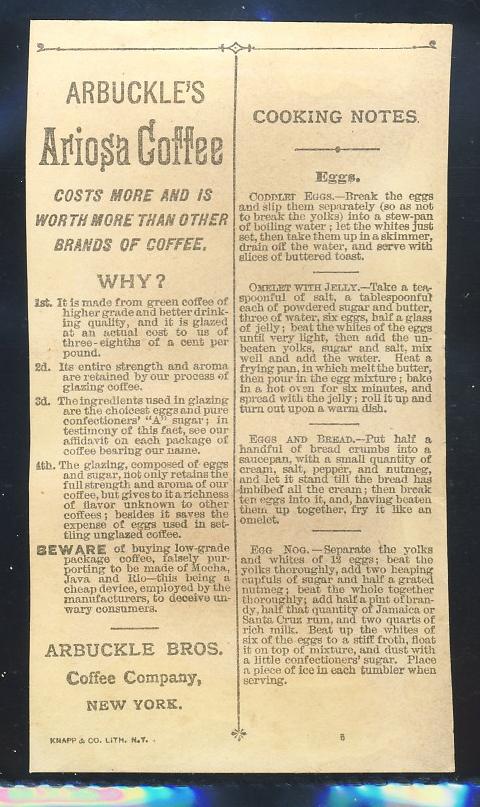 ARBUCKLE'S
Ariosa Coffee
COSTS MORE AND IS
WORTH MORE THAN OTHER
BRANDS OF COFFEE.
WHY?
1st. It is made from green coffee of
higher grade and better drink-
ing quality, and it is glazed
at an actual cost to us of
three-eighths of a cent per
pound.
2d. Its entire strength and aroma
are retained by our process of
glazing coffee.
3d. The ingredients used in glazing
are the choicest eggs and pure
confectioners' "A" sugar; in
testimony of this fact, see our
affidavit on each package of
coffee bearing our name.
4th. The glazing, composed of eggs
and sugar, not only retains the
full strength and aroma of our
coffee, but gives to it a richness
of flavor unknown to other
coffees; besides it saves the
expense of eggs used in set-
tling unglazed coffee.
BEWARE of buying low-grade
package coffee, falsely pur-
porting to be made of Mocha,
Java and Rio—this being a
cheap device, employed by the
manufacturers, to deceive un-
wary consumers.
ARBUCKLE BROS.
Coffee Company,
NEW YORK.
KNAPP & CO. LITH. N.Y.
COOKING NOTES.
Eggs.
CODDLET EGGS.—Break the eggs
and slip them separately (so as not
to break the yolks) into a stew-pan
of boiling water; let the whites just
set, then take them up in a skimmer,
drain off the water, and serve with
slices of buttered toast.
OMELET WITH JELLY.—Take a tea-
spoonful of salt, a tablespoonful
each of powdered sugar and butter,
three of water, six eggs, half a glass
of jelly; beat the whites of the eggs
until very light, then add the un-
beaten yolks, sugar and salt, mix
well and add the water. Heat a
frying pan, in which melt the butter,
then pour in the egg mixture; bake
in a hot oven for six minutes, and
spread with the jelly; roll it up and
turn out upon a warm dish.
EGGS AND BREAD.—Put half a
handful of bread crumbs into a
saucepan, with a small quantity of
cream, salt, pepper, and nutmeg,
and let it stand till the bread has
imbibed all the cream; then break
ten eggs into it, and, having beaten
them up together, fry it like an
omelet.
EGG NOG.—Separate the yolks
and whites of 12 eggs; beat the
yolks thoroughly, add two heaping
cupfuls of sugar and half a grated
nutmeg; beat the whole together
thoroughly; add half a pint of bran-
dy, half that quantity of Jamaica or
Santa Cruz rum, and two quarts of
rich milk. Beat up the whites of
six of the eggs to a stiff froth, float
it on top of mixture, and dust with
a little confectioners' sugar. Place
a piece of ice in each tumbler when
serving.